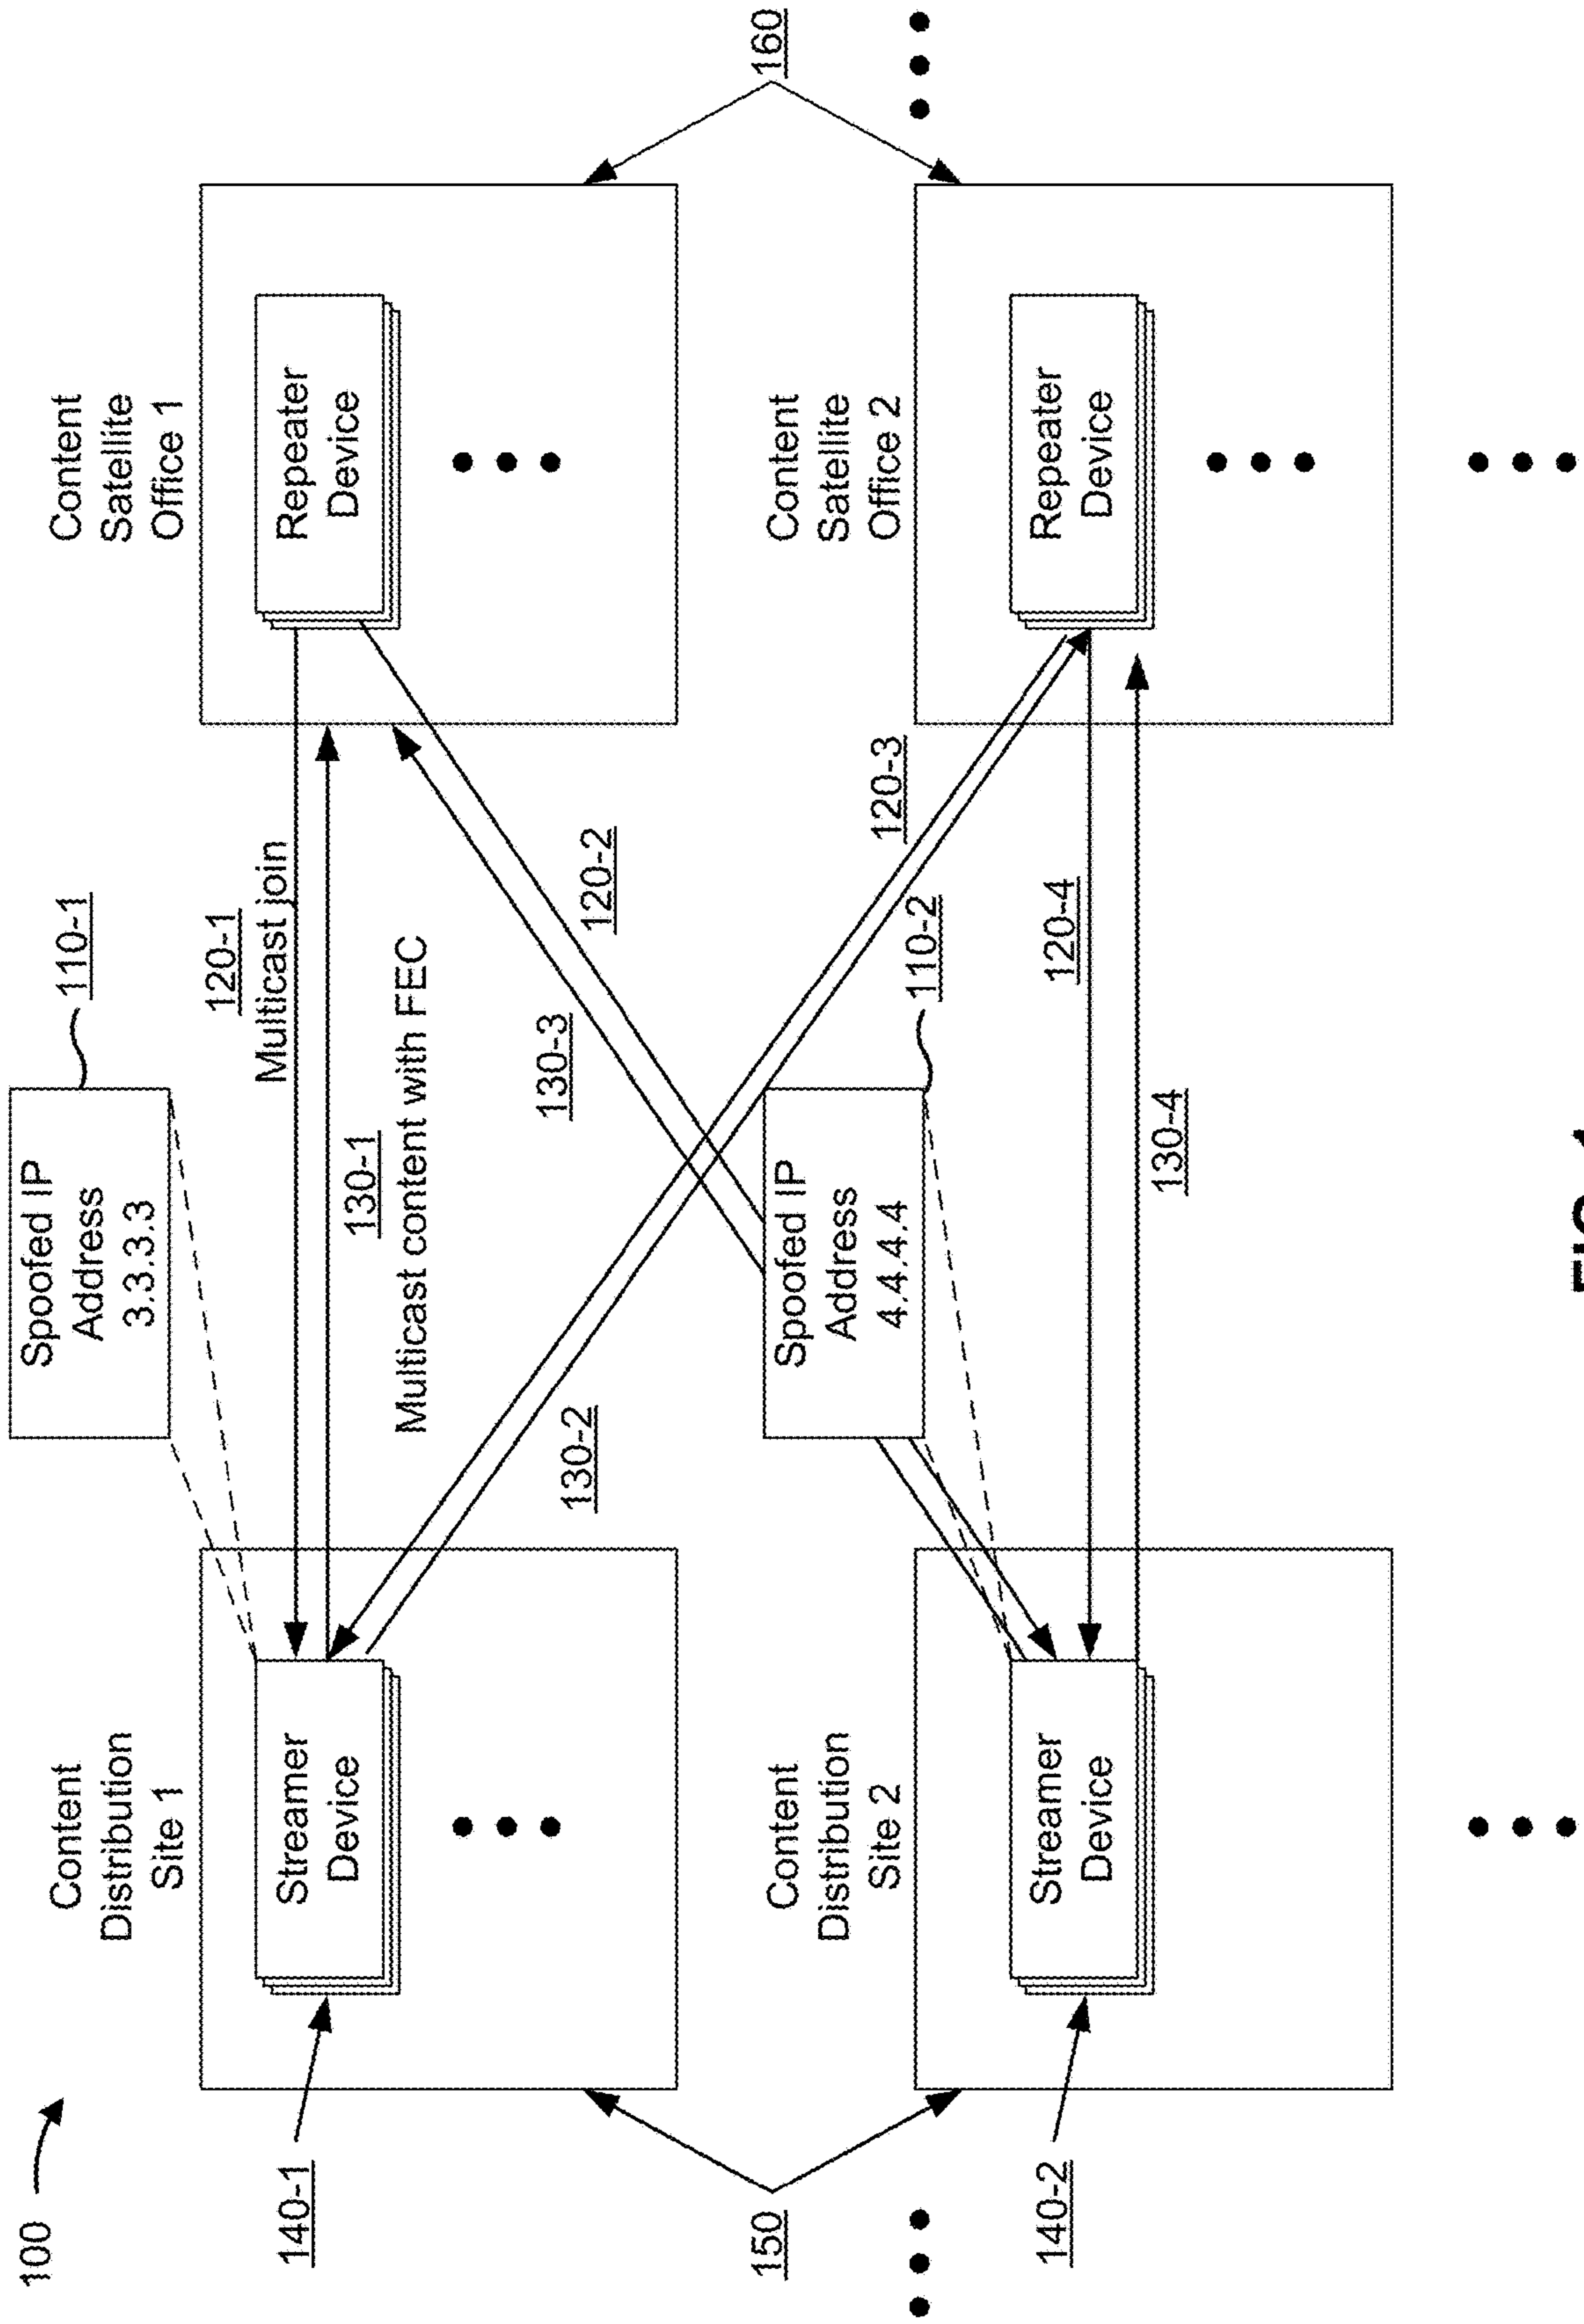 100
Spoofed IP
Address
3.3.3.3
110-1
Content
Distribution
Site 1
120-1
Multicast join
Content
Satellite
Office 1
140-1
Streamer
Device
130-1
Multicast content with FEC
Repeater
Device
130-2
130-3
120-2
150
160
Content
Distribution
Site 2
Spoofed IP
Address
4.4.4.4
110-2
120-3
Content
Satellite
Office 2
140-2
Streamer
Device
120-4
130-4
Repeater
Device